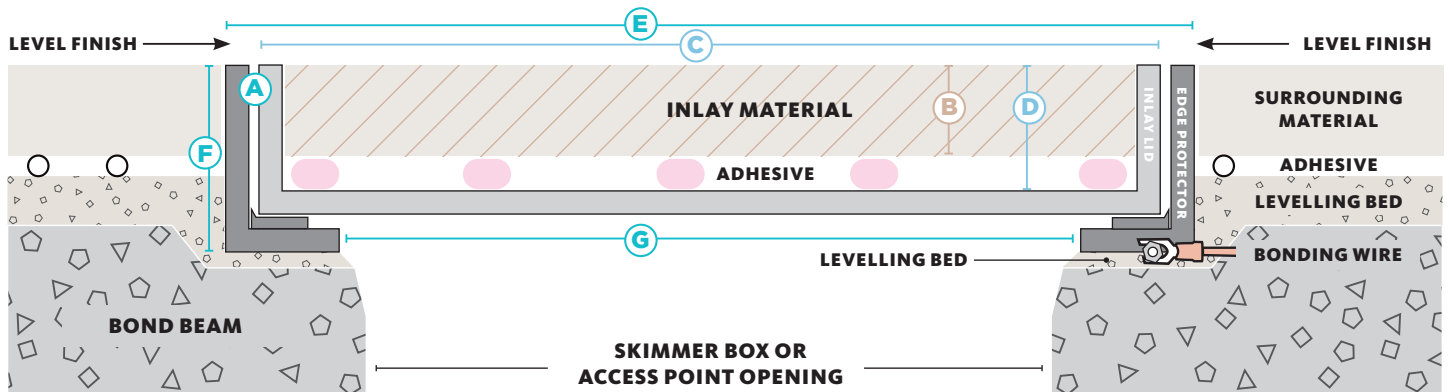 E
LEVEL FINISH
C
LEVEL FINISH
A
INLAY MATERIAL
B
D
INLAY LID
EDGE PROTECTOR
SURROUNDING
MATERIAL
F
ADHESIVE
ADHESIVE
LEVELLING BED
G
LEVELLING BED
BONDING WIRE
BOND BEAM
SKIMMER BOX OR
ACCESS POINT OPENING